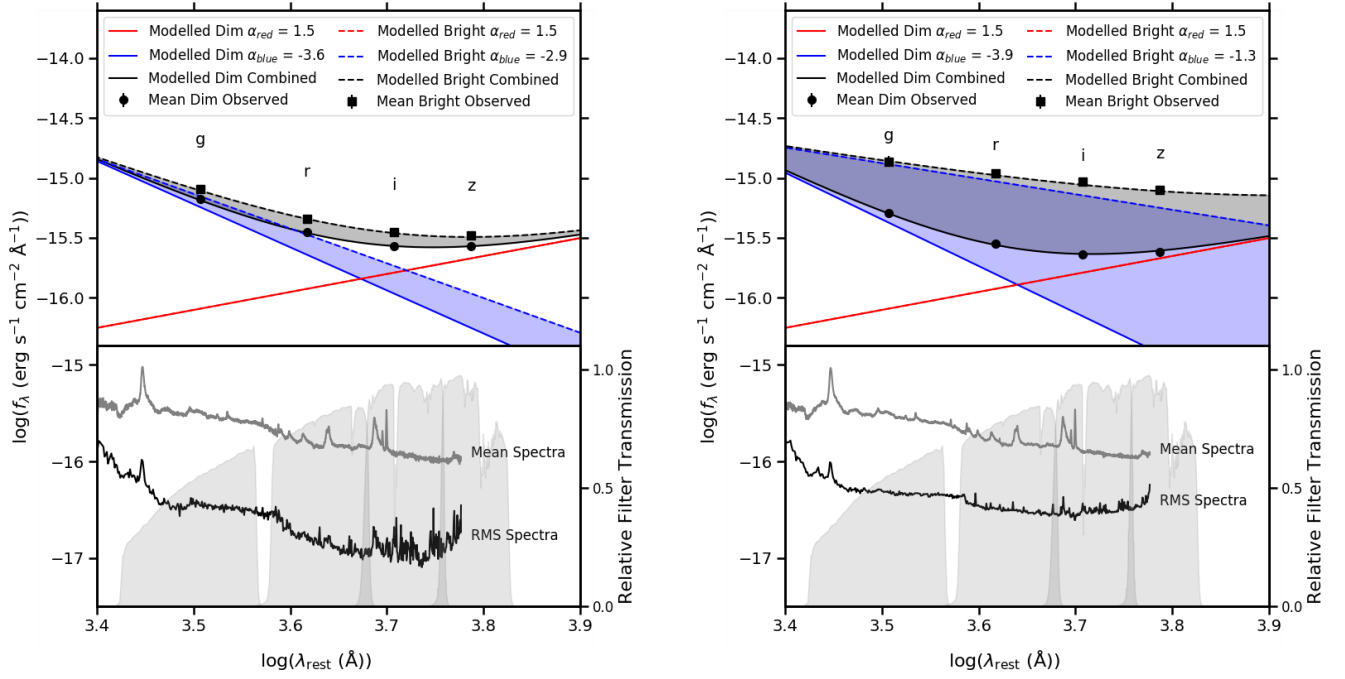 Modelled Dim α_red = 1.5
Modelled Dim α_blue = -3.6
Modelled Dim Combined
Mean Dim Observed
Modelled Bright α_red = 1.5
Modelled Bright α_blue = -2.9
Modelled Bright Combined
Mean Bright Observed
g
r
i
z
−14.0
−14.5
−15.0
−15.5
−16.0
log(f_λ (erg s⁻¹ cm⁻² Å⁻¹)
−15
−16
−17
Mean Spectra
RMS Spectra
1.0
0.5
0.0
Relative Filter Transmission
3.4
3.5
3.6
3.7
3.8
3.9
log(λ_rest (Å))
Modelled Dim α_red = 1.5
Modelled Dim α_blue = -3.9
Modelled Dim Combined
Mean Dim Observed
Modelled Bright α_red = 1.5
Modelled Bright α_blue = -1.3
Modelled Bright Combined
Mean Bright Observed
g
r
i
z
−14.0
−14.5
−15.0
−15.5
−16.0
log(f_λ (erg s⁻¹ cm⁻² Å⁻¹)
−15
−16
−17
Mean Spectra
RMS Spectra
1.0
0.5
0.0
Relative Filter Transmission
3.4
3.5
3.6
3.7
3.8
3.9
log(λ_rest (Å))